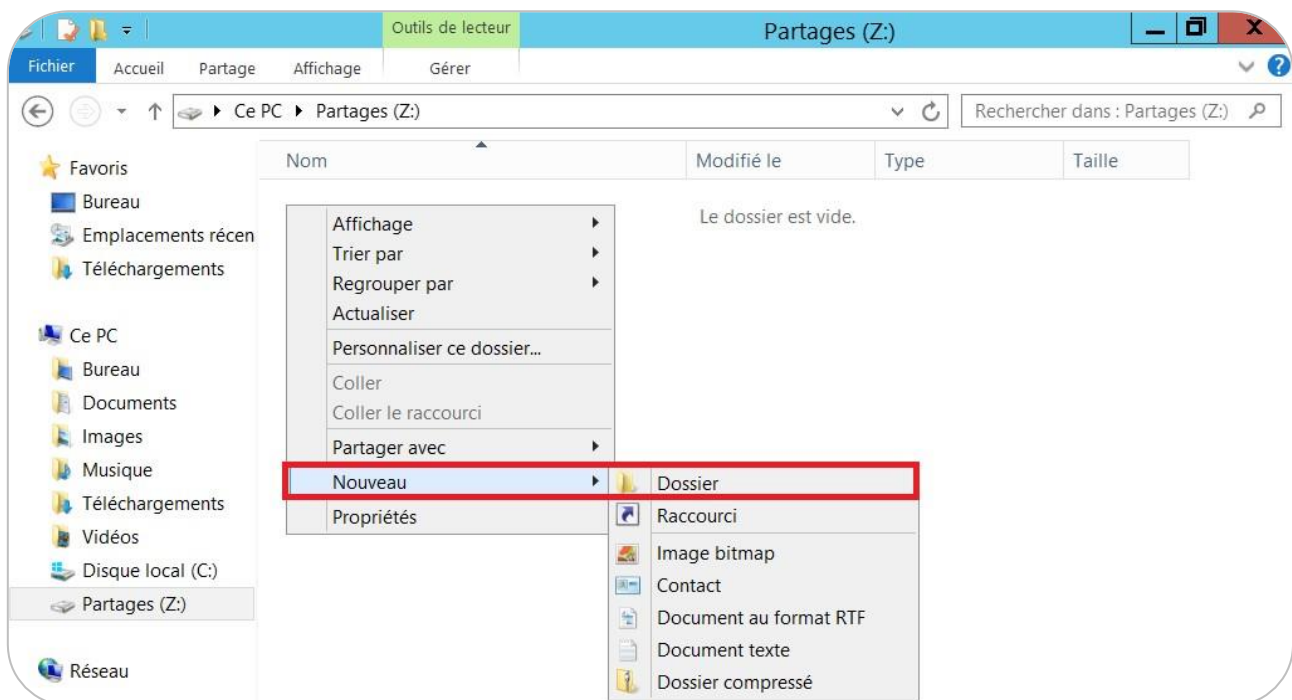 Outils de lecteur
Partages (Z:)
Fichier
Accueil
Partage
Affichage
Gérer
Ce PC
Partages (Z:)
Rechercher dans : Partages (Z:)
Favoris
Bureau
Emplacements récen
Téléchargements
Ce PC
Bureau
Documents
Images
Musique
Téléchargements
Vidéos
Disque local (C:)
Partages (Z:)
Réseau
Nom
Modifié le
Type
Taille
Le dossier est vide.
Affichage
Trier par
Regrouper par
Actualiser
Personnaliser ce dossier...
Coller
Coller le raccourci
Partager avec
Nouveau
Propriétés
Dossier
Raccourci
Image bitmap
Contact
Document au format RTF
Document texte
Dossier compressé